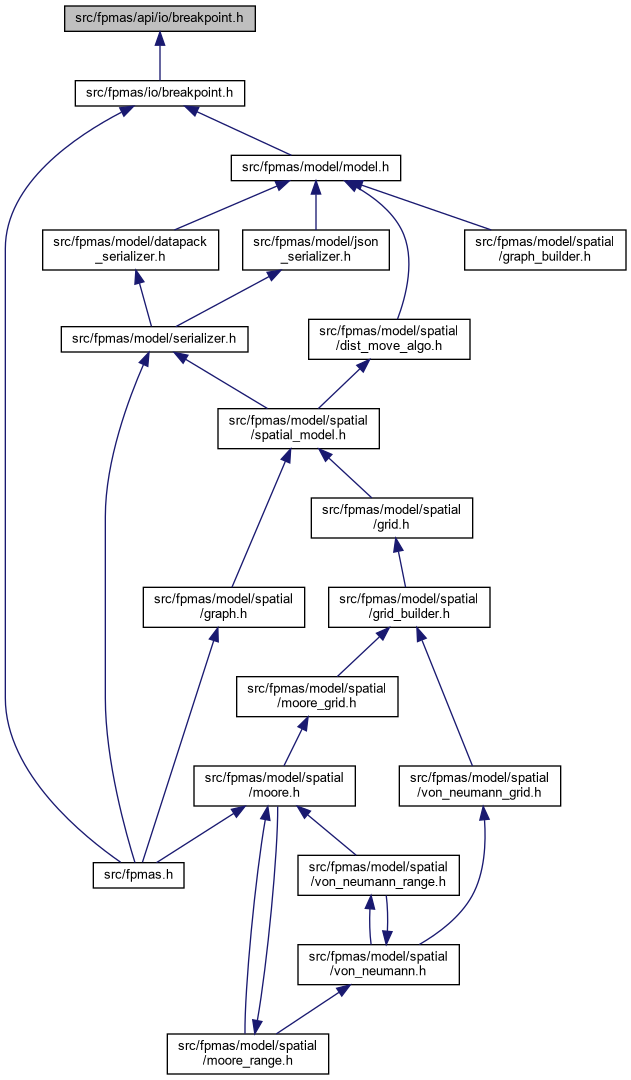 src/fpmas/api/io/breakpoint.h
src/fpmas/io/breakpoint.h
src/fpmas/model/model.h
src/fpmas/model/datapack
_serializer.h
src/fpmas/model/json
_serializer.h
src/fpmas/model/spatial
/graph_builder.h
src/fpmas/model/serializer.h
src/fpmas/model/spatial
/dist_move_algo.h
src/fpmas/model/spatial
/spatial_model.h
src/fpmas/model/spatial
/grid.h
src/fpmas/model/spatial
/graph.h
src/fpmas/model/spatial
/grid_builder.h
src/fpmas/model/spatial
/moore_grid.h
src/fpmas/model/spatial
/moore.h
src/fpmas/model/spatial
/von_neumann_grid.h
src/fpmas.h
src/fpmas/model/spatial
/von_neumann_range.h
src/fpmas/model/spatial
/von_neumann.h
src/fpmas/model/spatial
/moore_range.h